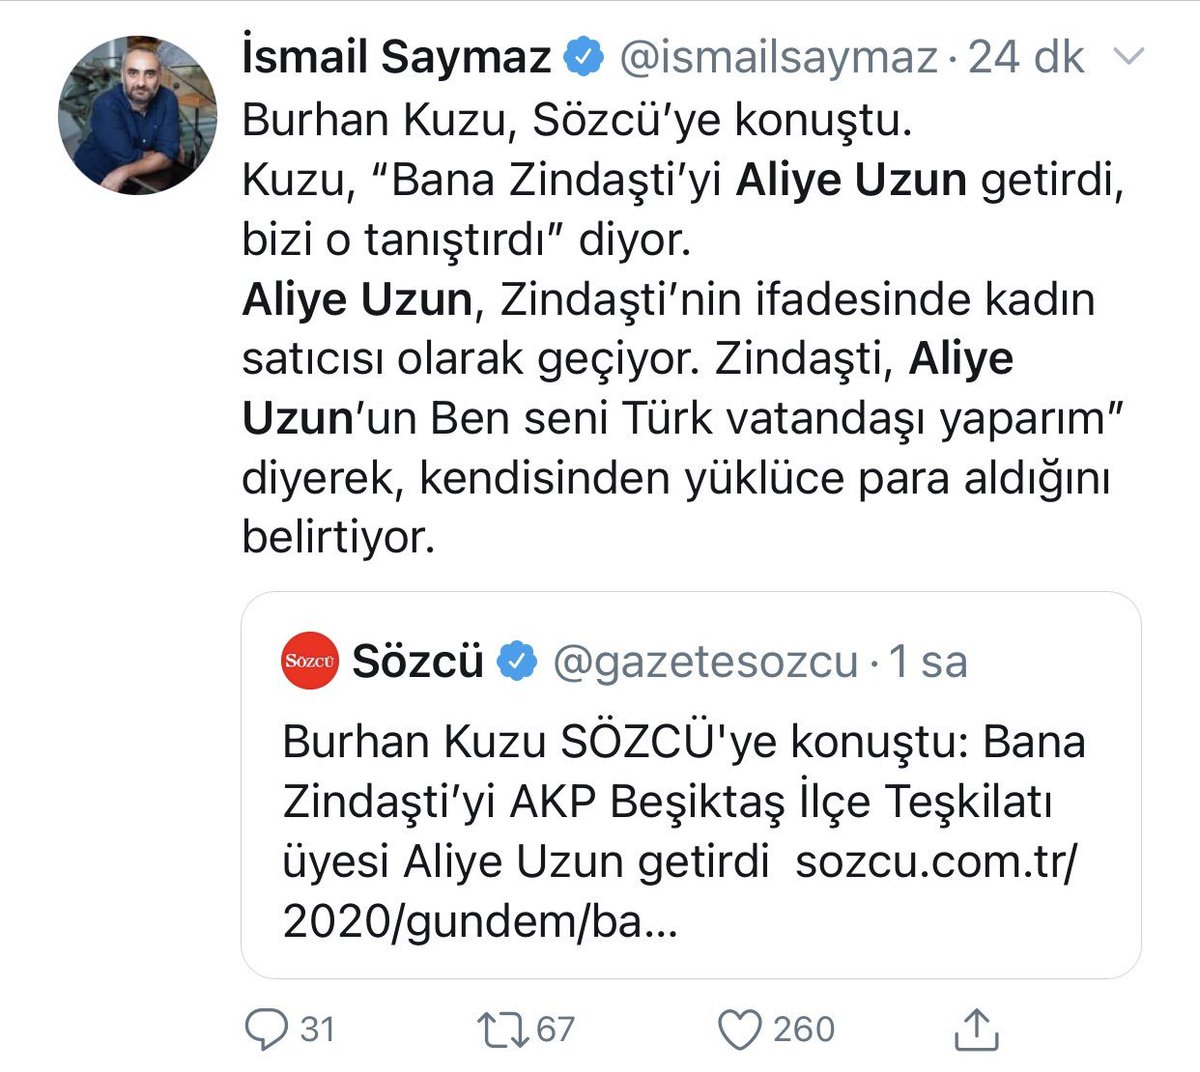 İsmail Saymaz @ismailsaymaz · 24 dk
Burhan Kuzu, Sözcü’ye konuştu.
Kuzu, “Bana Zindaşti’yi Aliye Uzun getirdi,
bizi o tanıştırdı” diyor.
Aliye Uzun, Zindaşti’nin ifadesinde kadın
satıcısı olarak geçiyor. Zindaşti, Aliye
Uzun’un Ben seni Türk vatandaşı yaparım”
diyerek, kendisinden yüklüce para aldığını
belirtiyor.
SÖZCÜ
Sözcü @gazetesozcu · 1 sa
Burhan Kuzu SÖZCÜ'ye konuştu: Bana
Zindaşti’yi AKP Beşiktaş İlçe Teşkilatı
üyesi Aliye Uzun getirdi sozcu.com.tr/
2020/gundem/ba...
31 67 260